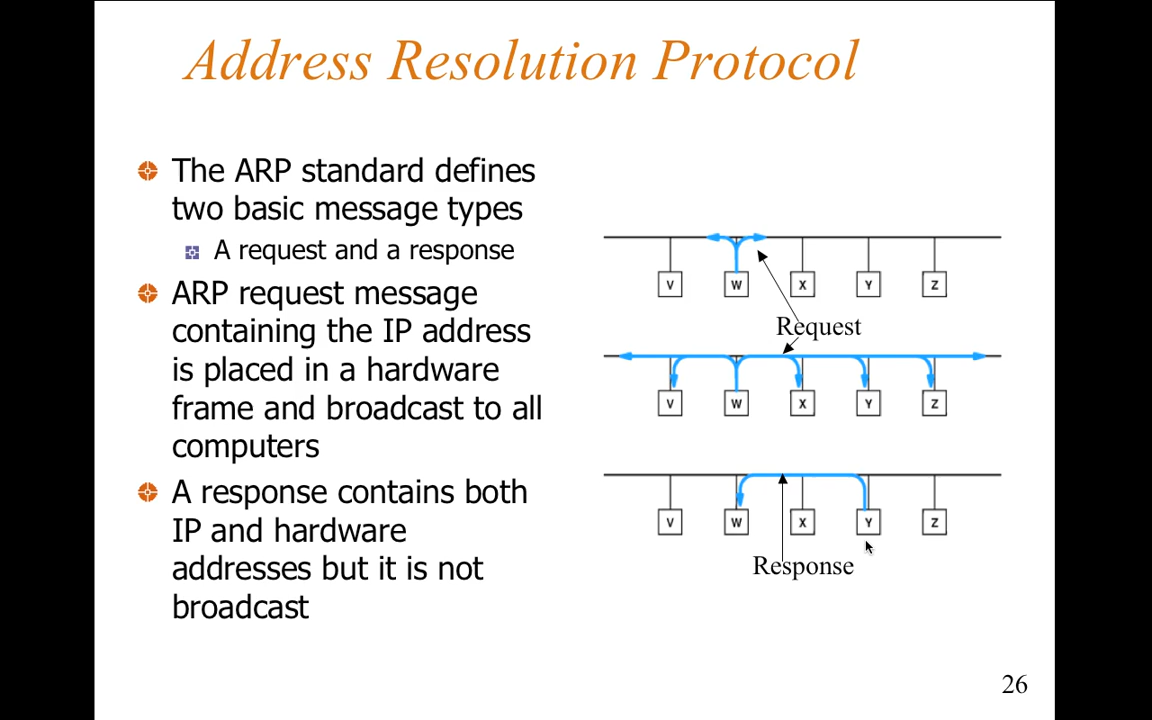 Address Resolution Protocol
The ARP standard defines
two basic message types
A request and a response
ARP request message
containing the IP address
is placed in a hardware
frame and broadcast to all
computers
A response contains both
IP and hardware
addresses but it is not
broadcast
V W X Y Z
Request
V W X Y Z
V W X Y Z
Response
26